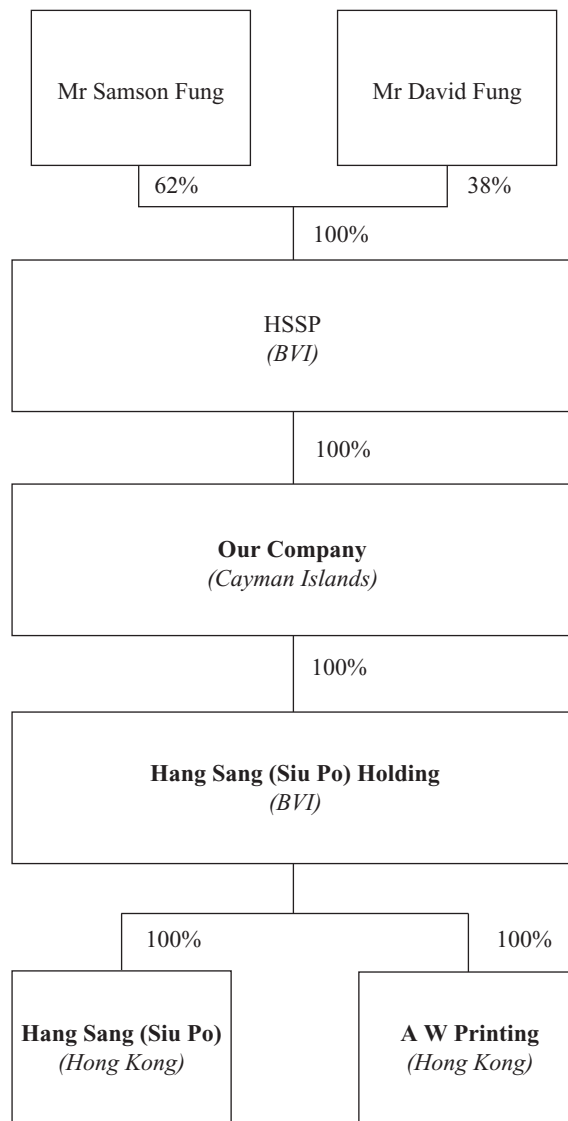 Mr Samson Fung
Mr David Fung
62%
38%
100%
HSSP
(BVI)
100%
Our Company
(Cayman Islands)
100%
Hang Sang (Siu Po) Holding
(BVI)
100%
100%
Hang Sang (Siu Po)
(Hong Kong)
A W Printing
(Hong Kong)